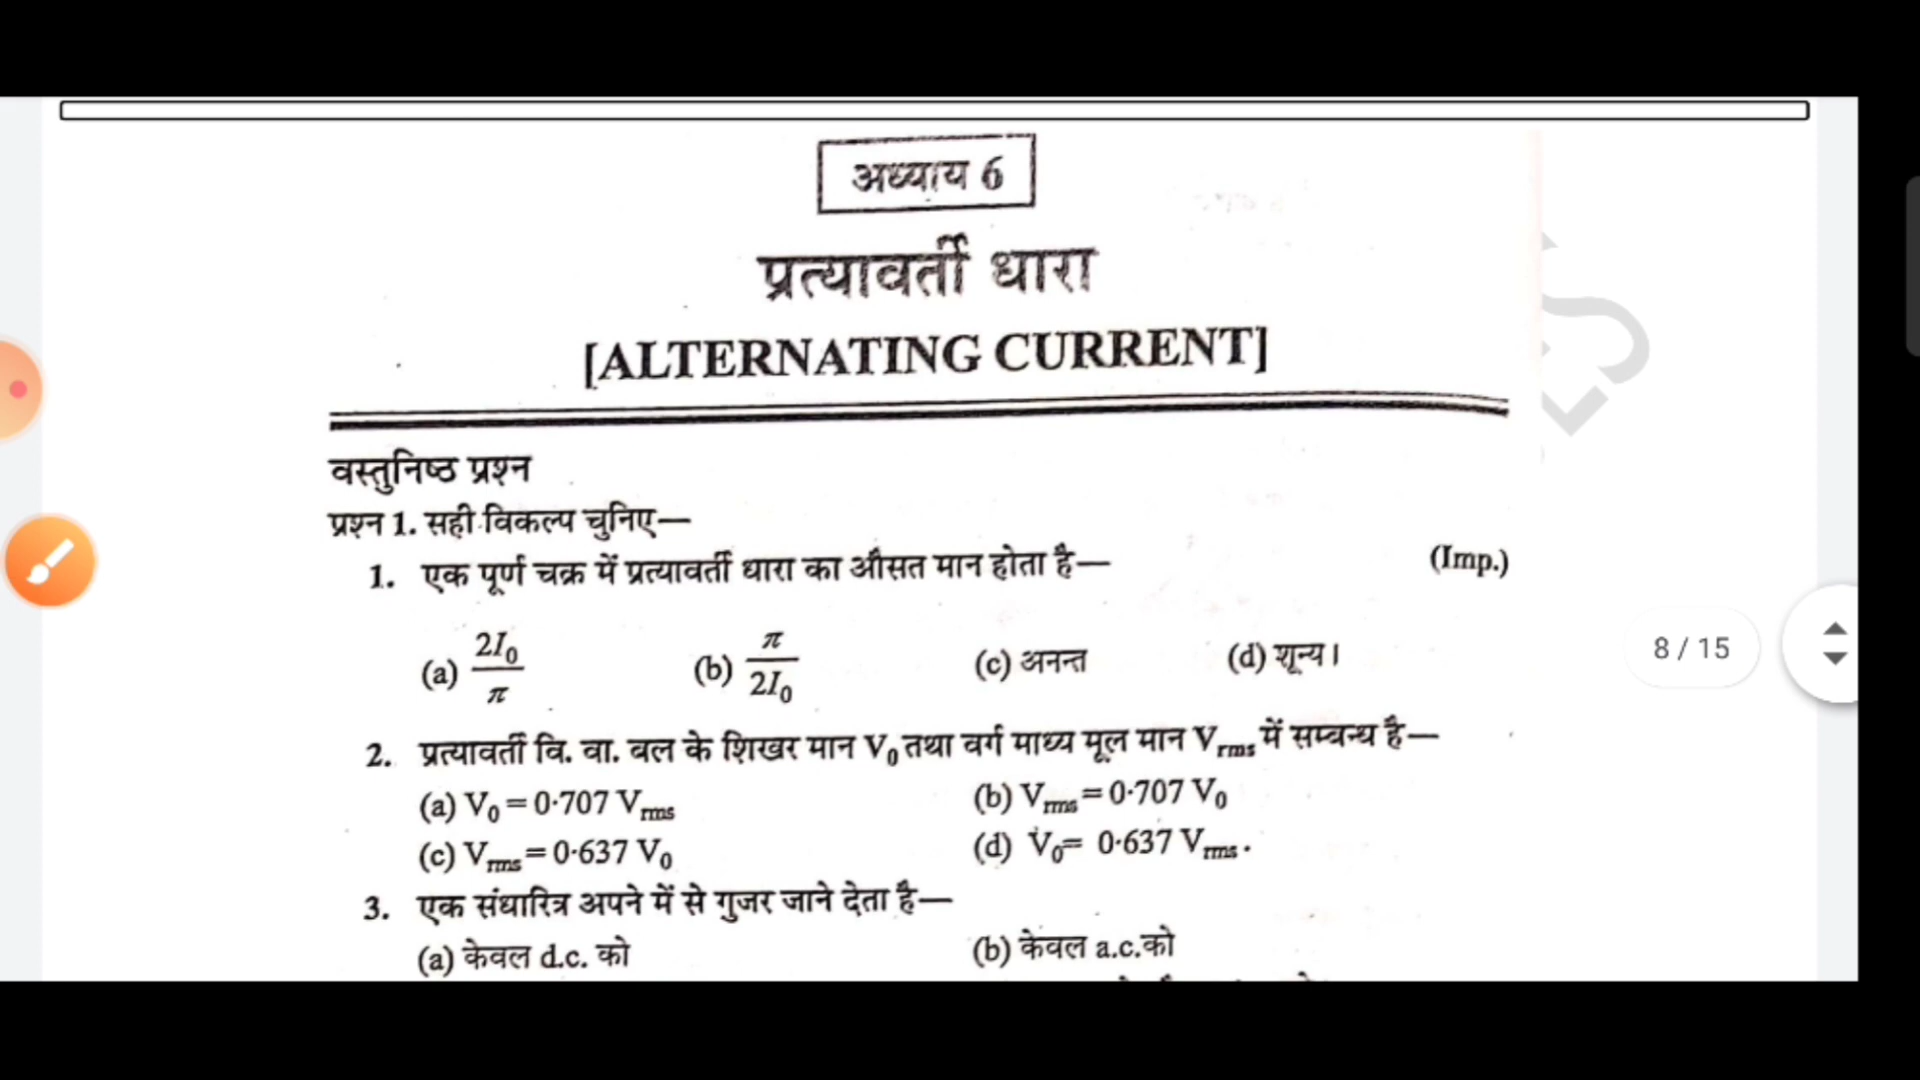 अध्याय 6
प्रत्यावर्ती धारा
[ALTERNATING CURRENT]
वस्तुनिष्ठ प्रश्न
प्रश्न 1. सही विकल्प चुनिए—
1. एक पूर्ण चक्र में प्रत्यावर्ती धारा का औसत मान होता है— (Imp.)
(a) 2I₀/π (b) π/2I₀ (c) अनन्त (d) शून्य।
8 / 15
2. प्रत्यावर्ती वि. वा. बल के शिखर मान V₀ तथा वर्ग माध्य मूल मान Vrms में सम्बन्ध है—
(a) V₀ = 0·707 Vrms (b) Vrms = 0·707 V₀
(c) Vrms = 0·637 V₀ (d) V₀ = 0·637 Vrms.
3. एक संधारित्र अपने में से गुजर जाने देता है—
(a) केवल d.c. को (b) केवल a.c. को